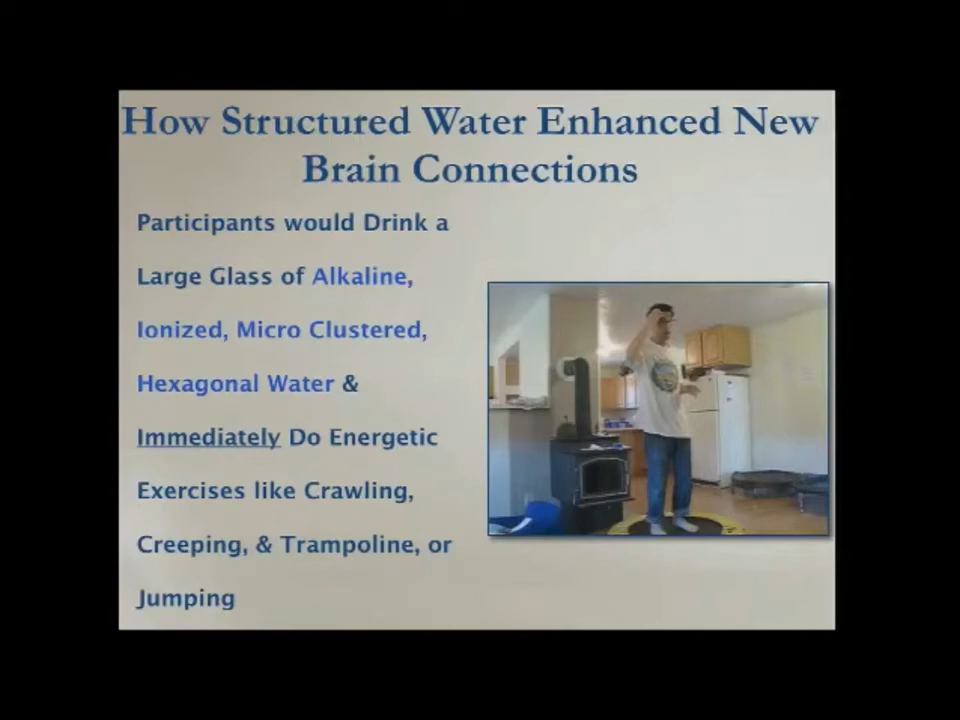 How Structured Water Enhanced New
Brain Connections
Participants would Drink a
Large Glass of Alkaline,
Ionized, Micro Clustered,
Hexagonal Water &
Immediately Do Energetic
Exercises like Crawling,
Creeping, & Trampoline, or
Jumping